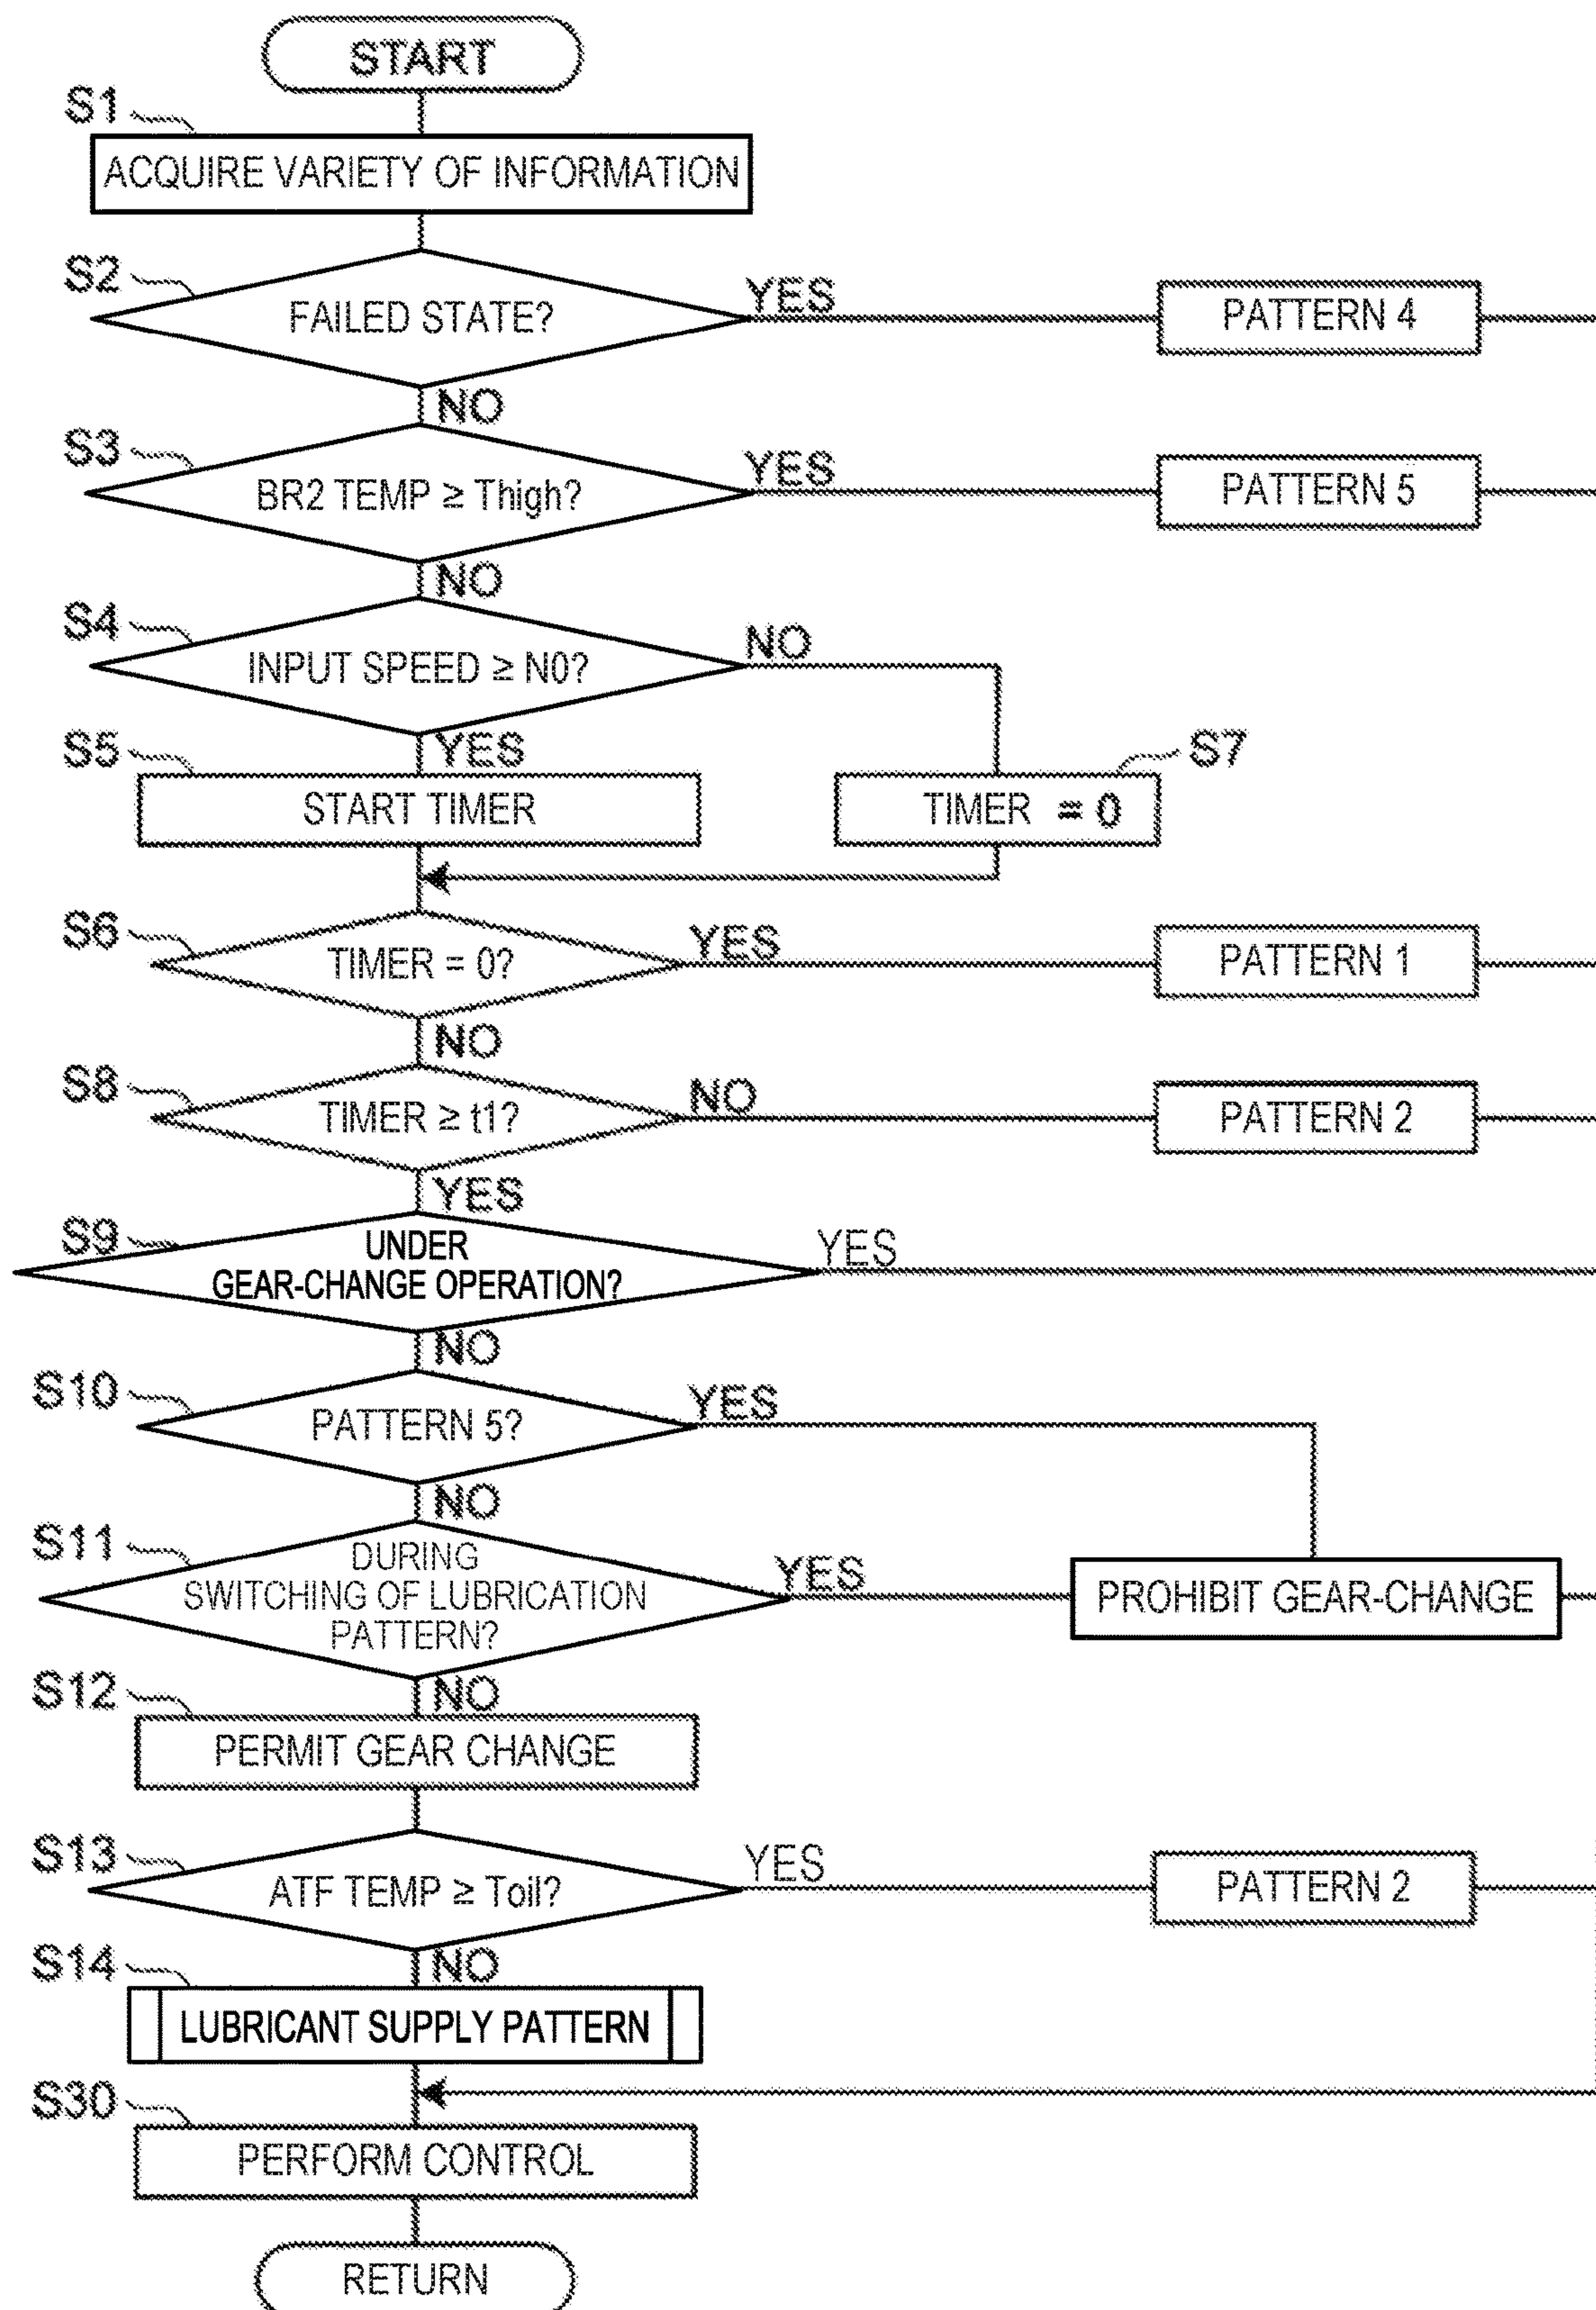 START
S1
ACQUIRE VARIETY OF INFORMATION
S2
FAILED STATE?
YES
PATTERN 4
NO
S3
BR2 TEMP ≥ Thigh?
YES
PATTERN 5
NO
S4
INPUT SPEED ≥ N0?
NO
YES
S5
START TIMER
S7
TIMER = 0
S6
TIMER = 0?
YES
PATTERN 1
NO
S8
TIMER ≥ t1?
NO
PATTERN 2
YES
S9
UNDER
GEAR-CHANGE OPERATION?
YES
NO
S10
PATTERN 5?
YES
NO
S11
DURING
SWITCHING OF LUBRICATION
PATTERN?
YES
PROHIBIT GEAR-CHANGE
NO
S12
PERMIT GEAR CHANGE
S13
ATF TEMP ≥ Toil?
YES
PATTERN 2
NO
S14
LUBRICANT SUPPLY PATTERN
S30
PERFORM CONTROL
RETURN